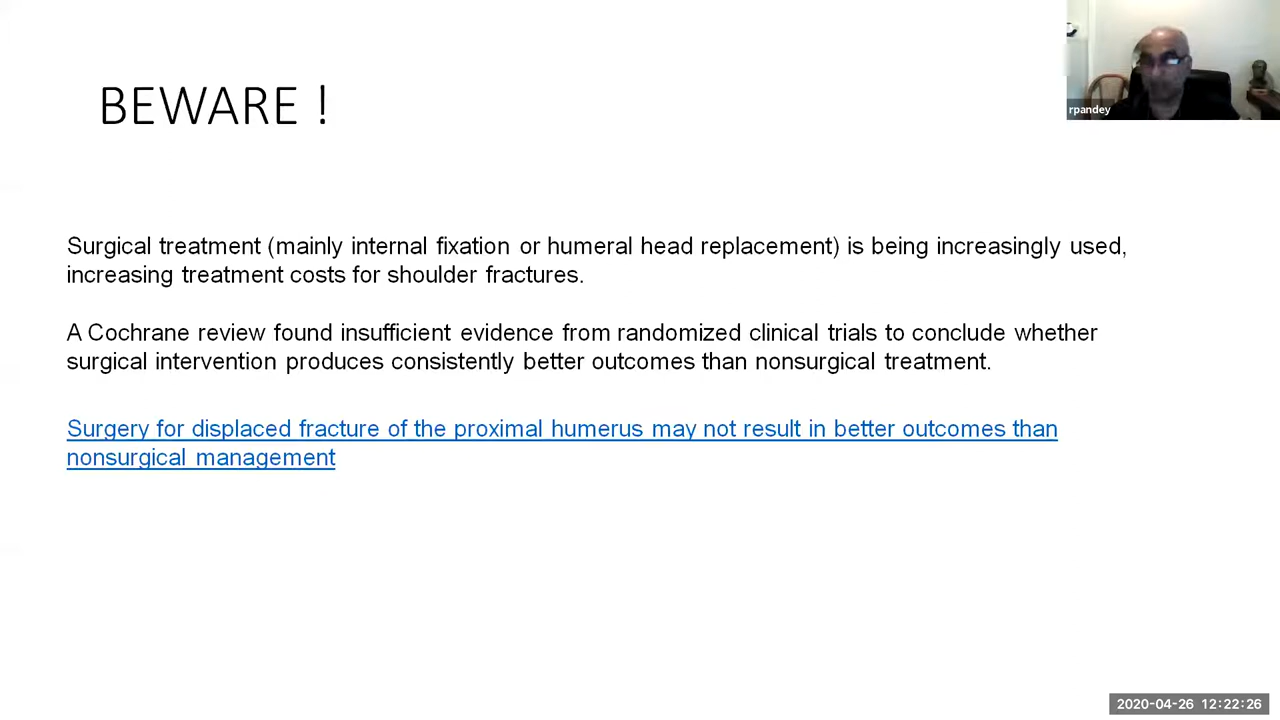 BEWARE !
rpandey
Surgical treatment (mainly internal fixation or humeral head replacement) is being increasingly used,
increasing treatment costs for shoulder fractures.
A Cochrane review found insufficient evidence from randomized clinical trials to conclude whether
surgical intervention produces consistently better outcomes than nonsurgical treatment.
Surgery for displaced fracture of the proximal humerus may not result in better outcomes than
nonsurgical management
2020-04-26 12:22:26